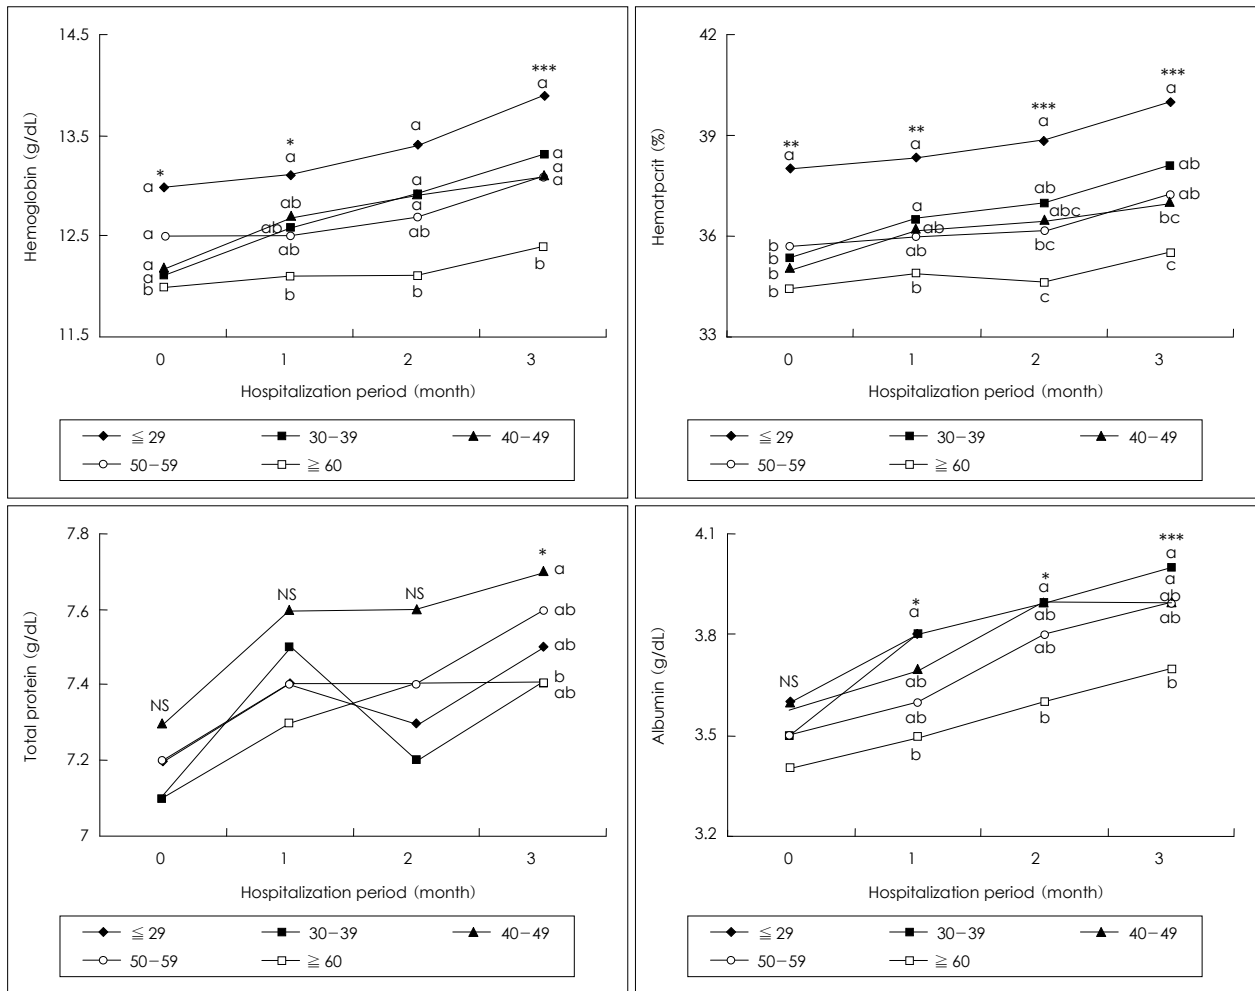 14.5
13.5
12.5
11.5
Hemoglobin (g/dL)
*
a
a
a
a
b
*
a
ab
ab
ab
b
a
a
a
ab
b
***
a
a
a
a
b
0 1 2 3
Hospitalization period (month)
≦ 29 30-39 40-49
50-59 ≧ 60
42
39
36
33
Hematpcrit (%)
**
a
b
b
b
b
**
a
a
ab
ab
b
***
a
ab
abc
bc
c
***
a
ab
ab
bc
c
0 1 2 3
Hospitalization period (month)
≦ 29 30-39 40-49
50-59 ≧ 60
7.8
7.6
7.4
7.2
7
Total protein (g/dL)
NS
NS
NS
*
a
ab
ab
b
ab
0 1 2 3
Hospitalization period (month)
≦ 29 30-39 40-49
50-59 ≧ 60
4.1
3.8
3.5
3.2
Albumin (g/dL)
NS
*
a
ab
ab
b
*
a
ab
ab
b
***
a
a
ab
ab
b
0 1 2 3
Hospitalization period (month)
≦ 29 30-39 40-49
50-59 ≧ 60